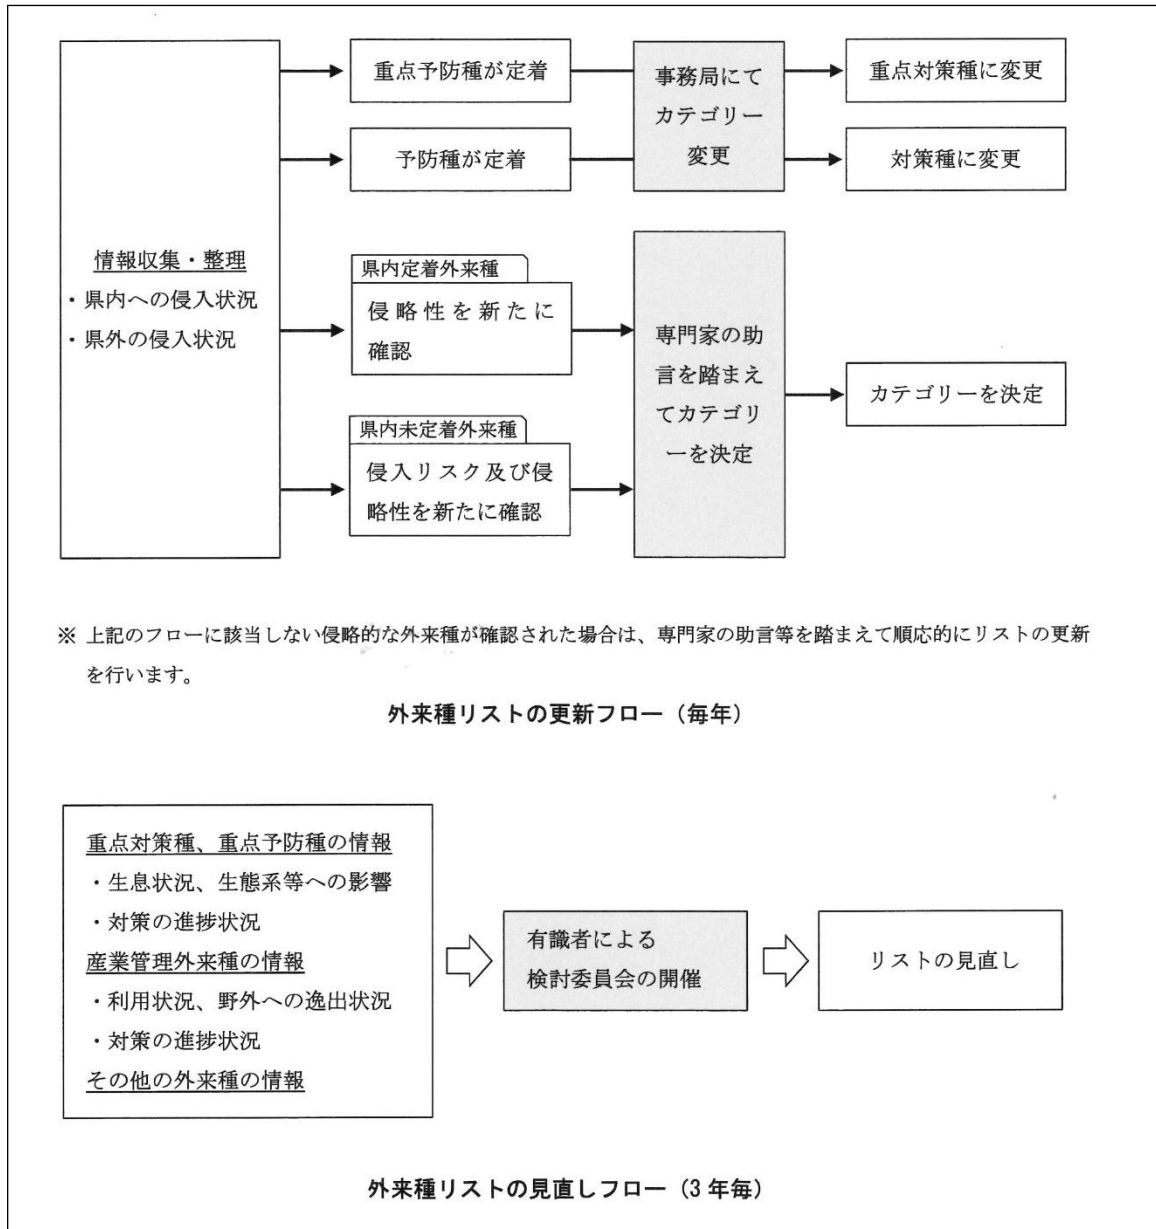 重点予防種が定着
事務局にて
カテゴリー
変更
重点対策種に変更
予防種が定着
対策種に変更
情報収集・整理
・県内への侵入状況
・県外の侵入状況
県内定着外来種
侵略性を新たに
確認
県内未定着外来種
侵入リスク及び侵
略性を新たに確認
専門家の助
言を踏まえ
てカテゴリ
ーを決定
カテゴリーを決定
※ 上記のフローに該当しない侵略的な外来種が確認された場合は、専門家の助言等を踏まえて順応的にリストの更新
を行います。
外来種リストの更新フロー（毎年）
重点対策種、重点予防種の情報
・生息状況、生態系等への影響
・対策の進捗状況
産業管理外来種の情報
・利用状況、野外への逸出状況
・対策の進捗状況
その他の外来種の情報
有識者による
検討委員会の開催
リストの見直し
外来種リストの見直しフロー（3 年毎）